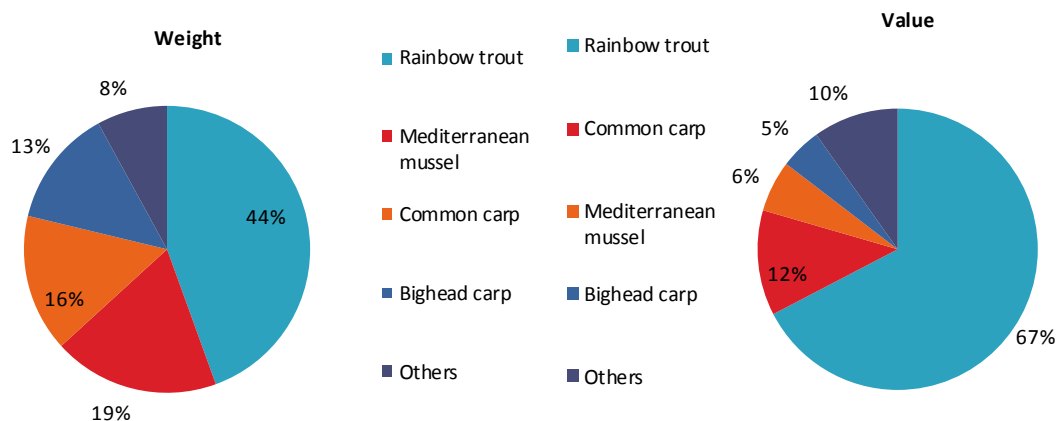 Weight
8%
13%
44%
16%
19%
Rainbow trout
Mediterranean
mussel
Common carp
Bighead carp
Others
Value
Rainbow trout
Common carp
Mediterranean
mussel
Bighead carp
Others
10%
5%
6%
12%
67%